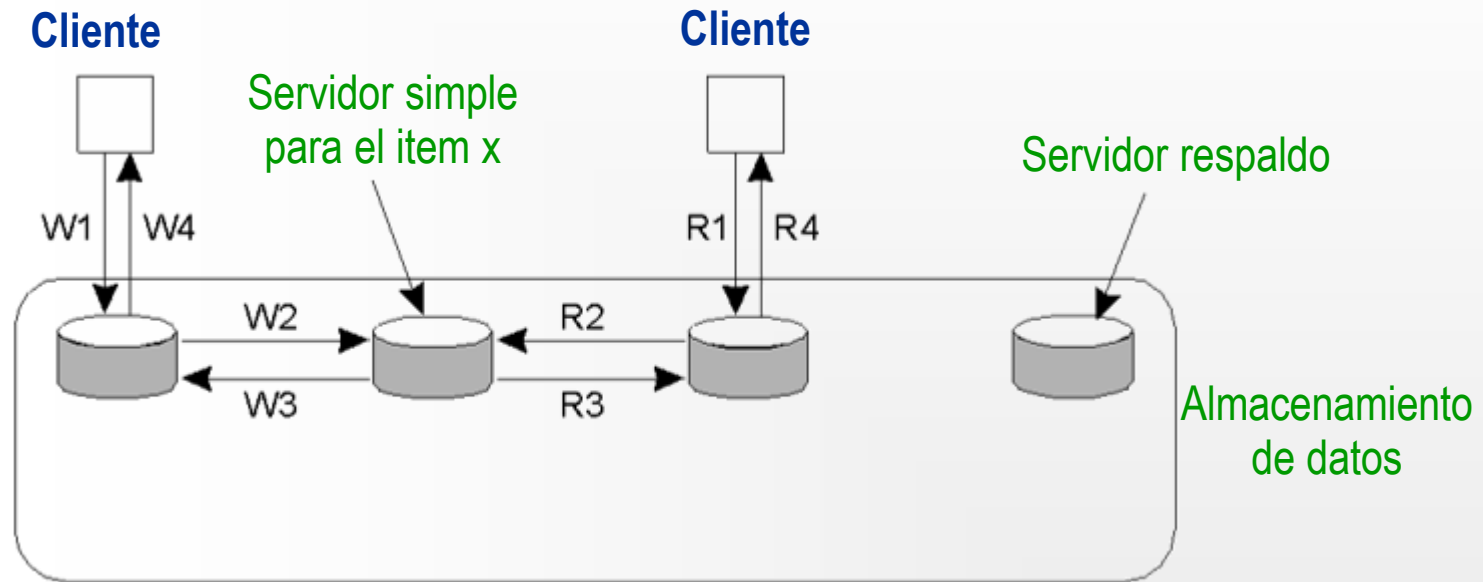 Cliente
Cliente
Servidor simple
para el item x
Servidor respaldo
W1
W4
R1
R4
W2
R2
W3
R3
Almacenamiento
de datos